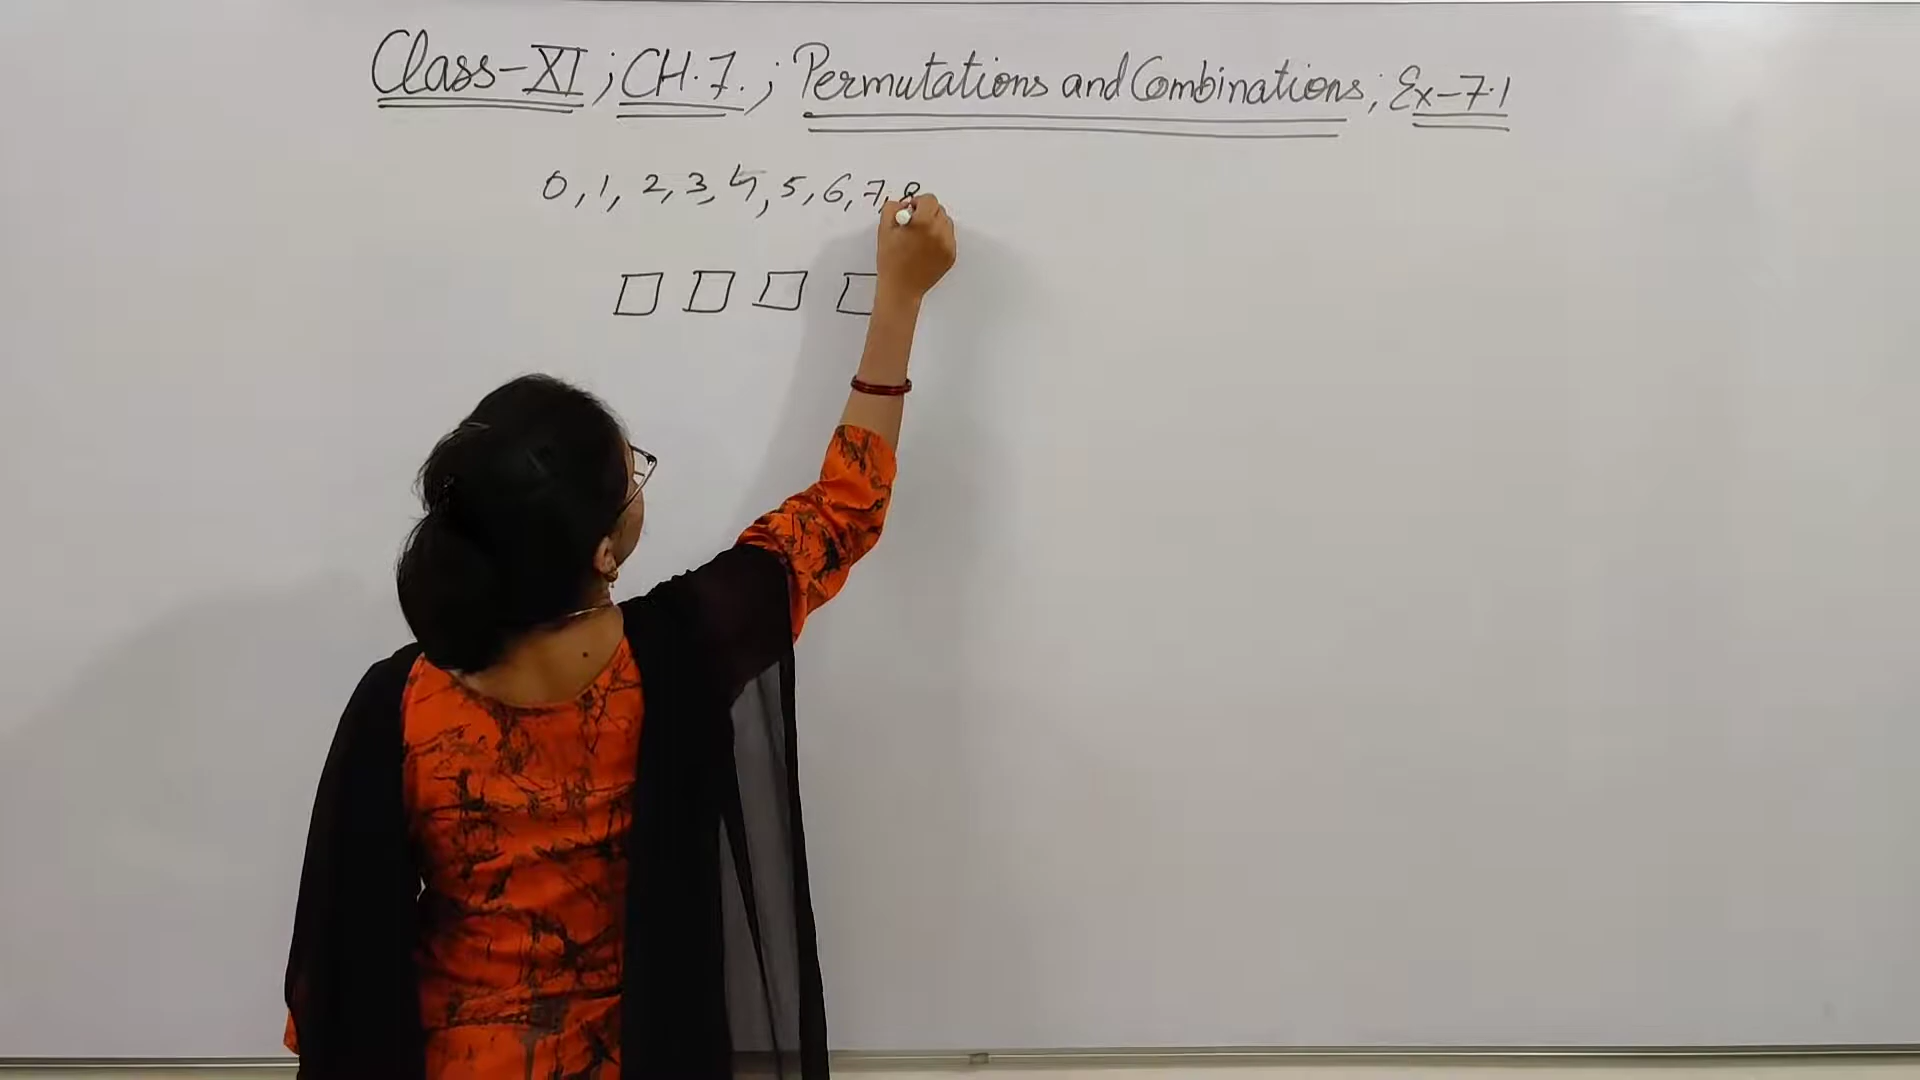 Class-XI ; CH.7. ; Permutations and Combinations ; Ex-7.1
0, 1, 2, 3, 4, 5, 6, 7, 8